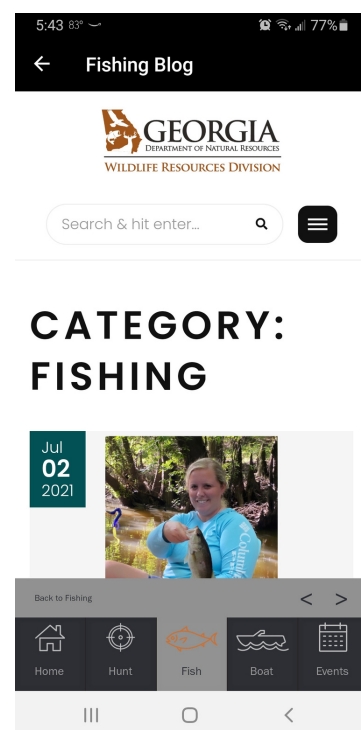 5:43 83° 77%
Fishing Blog
GEORGIA
DEPARTMENT OF NATURAL RESOURCES
WILDLIFE RESOURCES DIVISION
Search & hit enter...
CATEGORY:
FISHING
Jul
02
2021
Columbia
Back to Fishing < >
Home Hunt Fish Boat Events